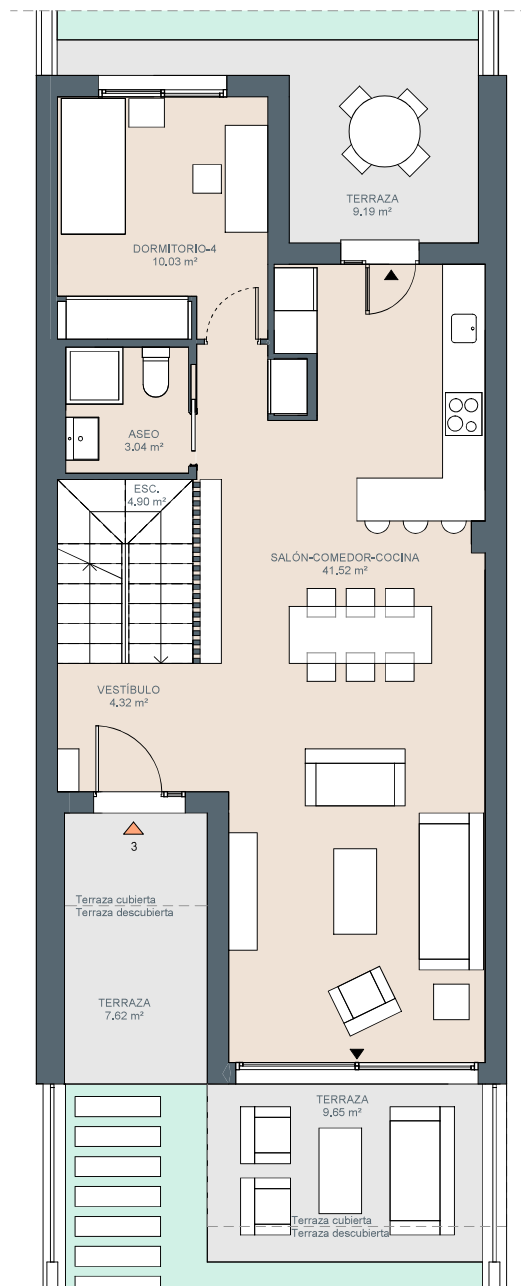 TERRAZA
9.19 m²
DORMITORIO-4
10.03 m²
ASEO
3.04 m²
ESC.
4.90 m²
SALÓN-COMEDOR-COCINA
41.52 m²
VESTÍBULO
4.32 m²
3
Terraza cubierta
Terraza descubierta
TERRAZA
7.62 m²
TERRAZA
9.65 m²
Terraza cubierta
Terraza descubierta